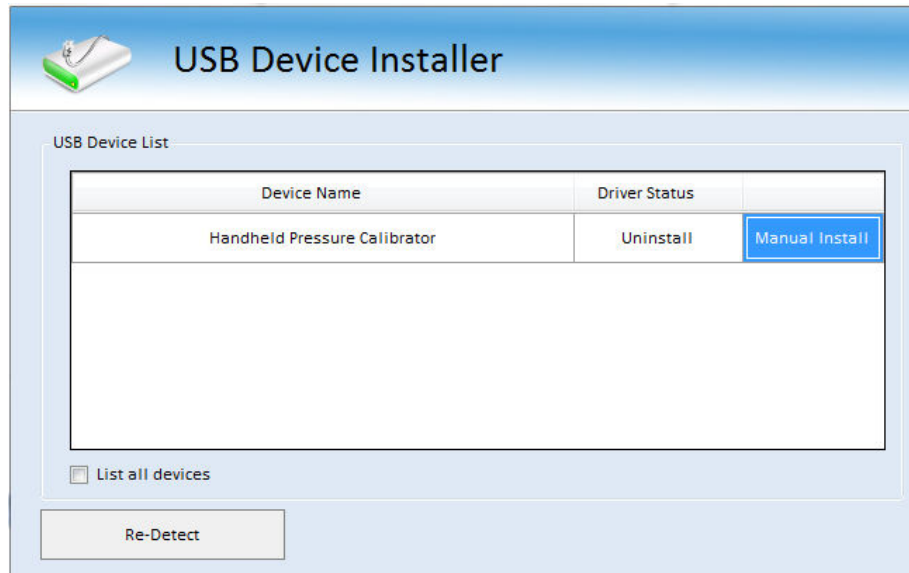 USB Device Installer
USB Device List
Device Name Driver Status
Handheld Pressure Calibrator Uninstall Manual Install
List all devices
Re-Detect